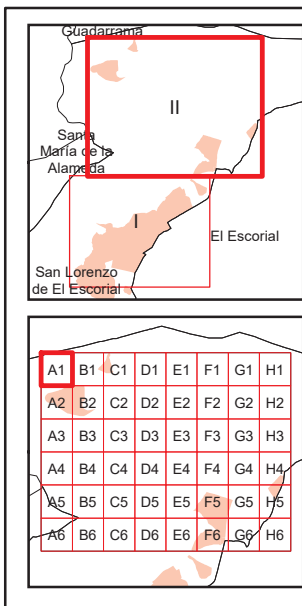 Guadarrama
II
Santa
María de la
Alameda
I
El Escorial
San Lorenzo
de El Escorial
A1 B1 C1 D1 E1 F1 G1 H1
A2 B2 C2 D2 E2 F2 G2 H2
A3 B3 C3 D3 E3 F3 G3 H3
A4 B4 C4 D4 E4 F4 G4 H4
A5 B5 C5 D5 E5 F5 G5 H5
A6 B6 C6 D6 E6 F6 G6 H6